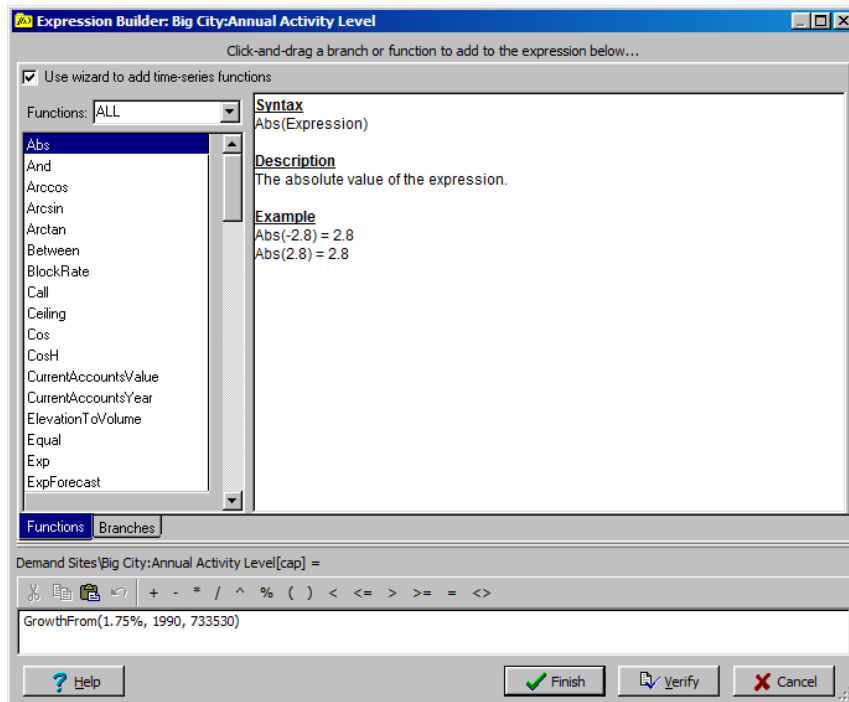 Expression Builder: Big City:Annual Activity Level
Click-and-drag a branch or function to add to the expression below...
Use wizard to add time-series functions
Functions: ALL
Abs
And
Arccos
Arcsin
Arctan
Between
BlockRate
Call
Ceiling
Cos
CosH
CurrentAccountsValue
CurrentAccountsYear
ElevationToVolume
Equal
Exp
ExpForecast
Syntax
Abs(Expression)
Description
The absolute value of the expression.
Example
Abs(-2.8) = 2.8
Abs(2.8) = 2.8
Functions Branches
Demand Sites\Big City:Annual Activity Level[cap] =
+ - * / ^ % ( ) < <= > >= = <>
GrowthFrom(1.75%, 1990, 733530)
? Help Finish Verify Cancel